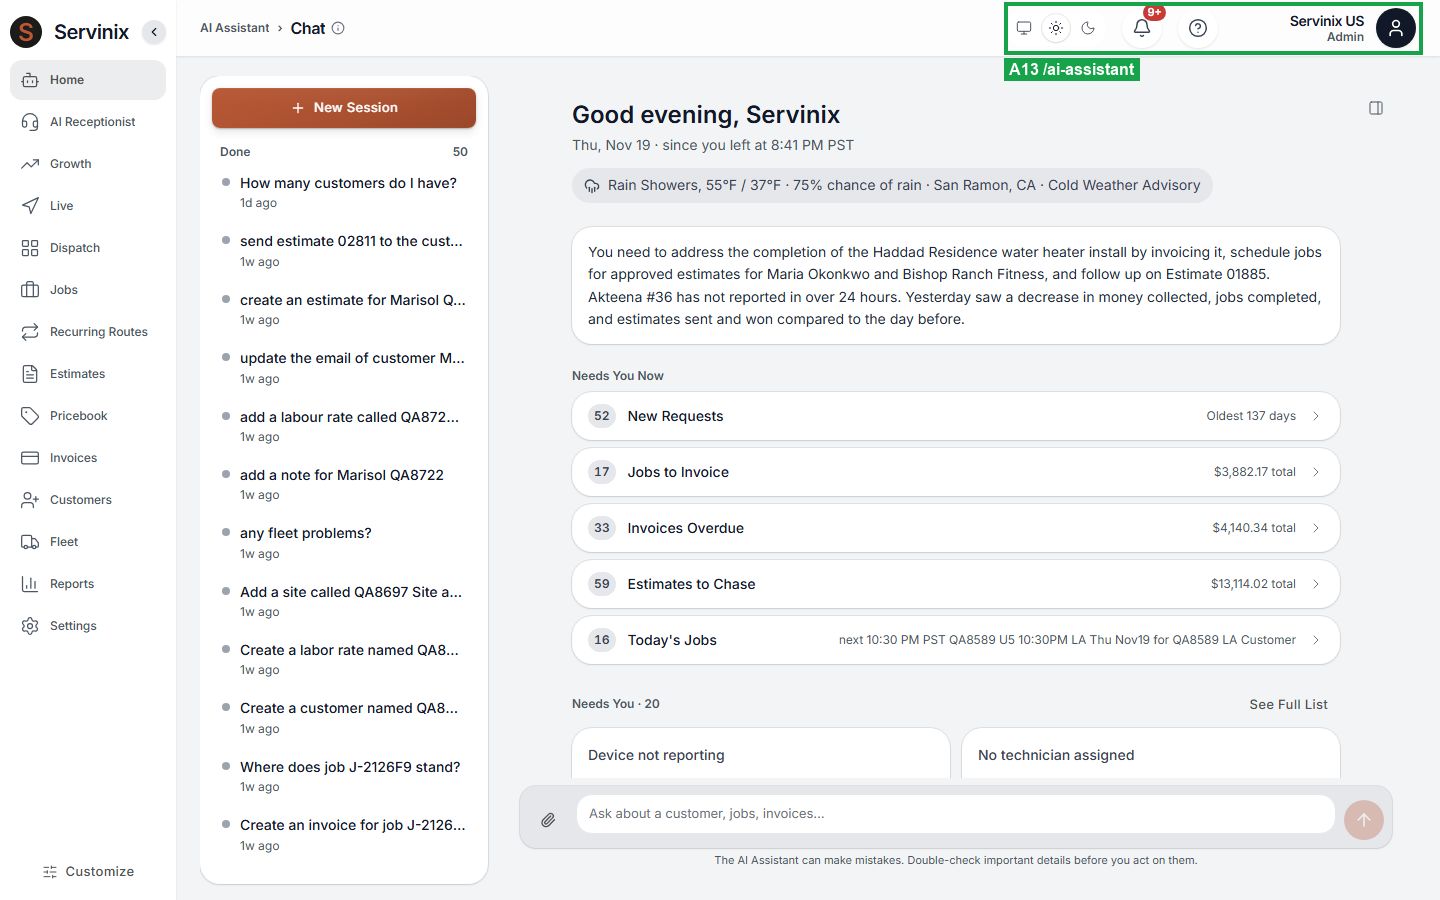 Servinix
Home
AI Receptionist
Growth
Live
Dispatch
Jobs
Recurring Routes
Estimates
Pricebook
Invoices
Customers
Fleet
Reports
Settings
Customize
AI Assistant › Chat
9+
Servinix US
Admin
A13 /ai-assistant
+ New Session
Done 50
How many customers do I have?
1d ago
send estimate 02811 to the cust...
1w ago
create an estimate for Marisol Q...
1w ago
update the email of customer M...
1w ago
add a labour rate called QA872...
1w ago
add a note for Marisol QA8722
1w ago
any fleet problems?
1w ago
Add a site called QA8697 Site a...
1w ago
Create a labor rate named QA8...
1w ago
Create a customer named QA8...
1w ago
Where does job J-2126F9 stand?
1w ago
Create an invoice for job J-2126...
1w ago
Good evening, Servinix
Thu, Nov 19 · since you left at 8:41 PM PST
Rain Showers, 55°F / 37°F · 75% chance of rain · San Ramon, CA · Cold Weather Advisory
You need to address the completion of the Haddad Residence water heater install by invoicing it, schedule jobs
for approved estimates for Maria Okonkwo and Bishop Ranch Fitness, and follow up on Estimate 01885.
Akteena #36 has not reported in over 24 hours. Yesterday saw a decrease in money collected, jobs completed,
and estimates sent and won compared to the day before.
Needs You Now
52 New Requests Oldest 137 days
17 Jobs to Invoice $3,882.17 total
33 Invoices Overdue $4,140.34 total
59 Estimates to Chase $13,114.02 total
16 Today's Jobs next 10:30 PM PST QA8589 U5 10:30PM LA Thu Nov19 for QA8589 LA Customer
Needs You · 20 See Full List
Device not reporting
No technician assigned
Ask about a customer, jobs, invoices...
The AI Assistant can make mistakes. Double-check important details before you act on them.